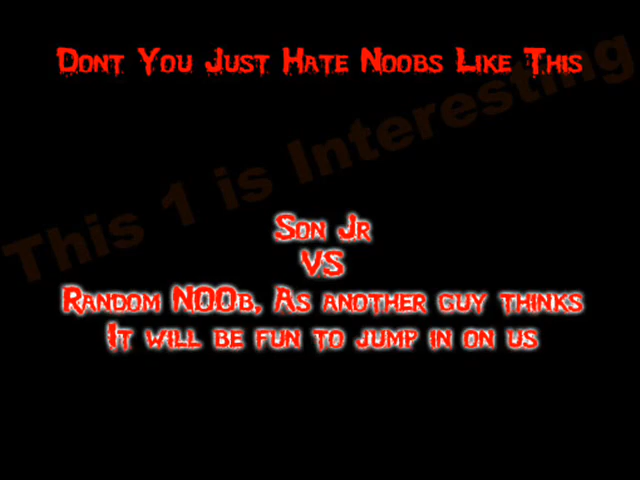 Dont You Just Hate Noobs Like This
This 1 is Interesting
Son Jr
VS
Random N00b, As another guy thinks
It will be fun to jump in on us